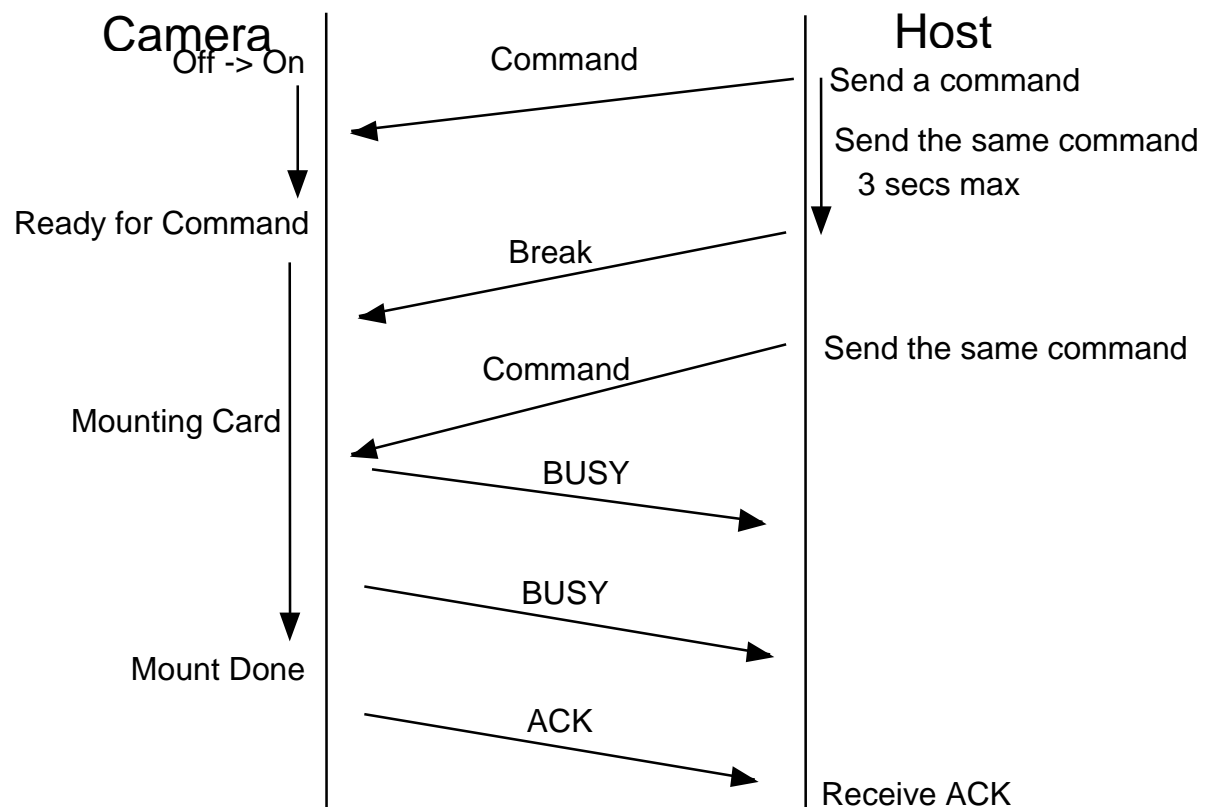 Camera
Host
Off -> On
Command
Send a command
Send the same command
3 secs max
Ready for Command
Break
Send the same command
Command
Mounting Card
BUSY
BUSY
Mount Done
ACK
Receive ACK